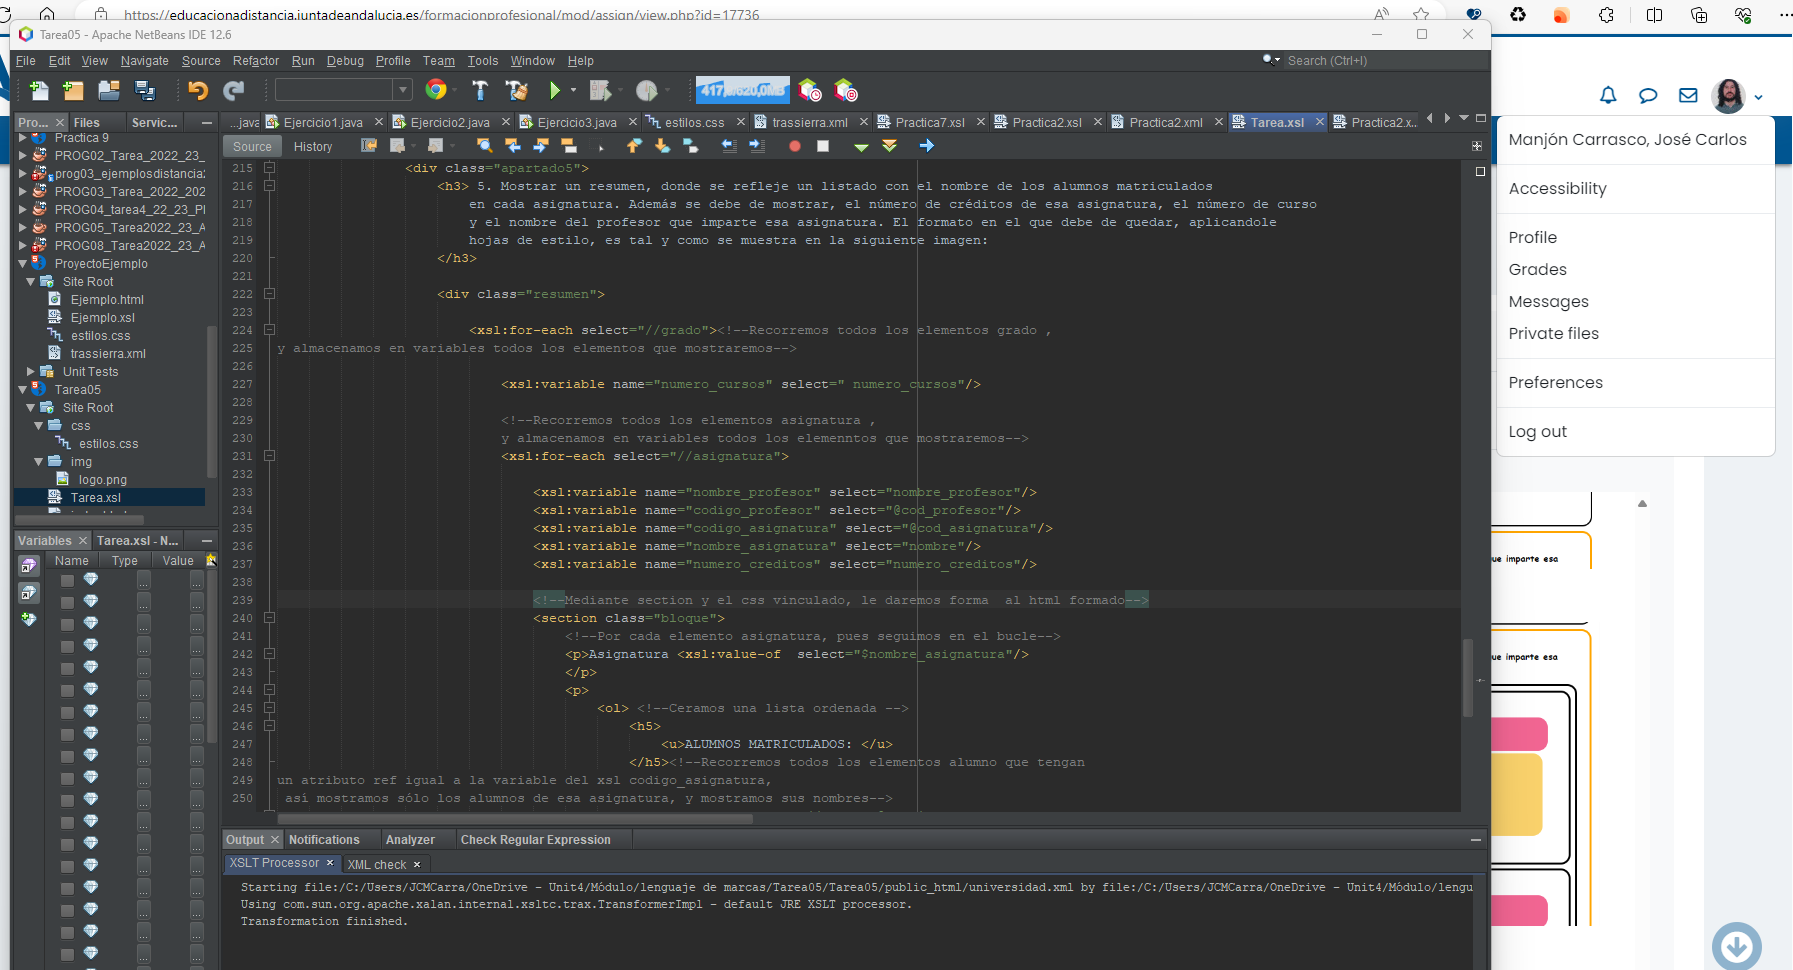 https://educacionadistancia.juntadeandalucia.es/formacionprofesional/mod/assign/view.php?id=17736
Tarea05 - Apache NetBeans IDE 12.6
File Edit View Navigate Source Refactor Run Debug Profile Team Tools Window Help
Search (Ctrl+I)
Pro... Files Servic...
...java Ejercicio1.java Ejercicio2.java Ejercicio3.java estilos.css trassierra.xml Practica7.xsl Practica2.xsl Practica2.xml Tarea.xsl Practica2.x...
Source History
Practica 9
PROG02_Tarea_2022_23_
prog03_ejemplosdistancia:
PROG03_Tarea_2022_202
PROG04_tarea4_22_23_Pl
PROG05_Tarea2022_23_A
PROG08_Tarea2022_23_A
ProyectoEjemplo
Site Root
Ejemplo.html
Ejemplo.xsl
estilos.css
trassierra.xml
Unit Tests
Tarea05
Site Root
css
estilos.css
img
logo.png
Tarea.xsl
Variables Tarea.xsl - N...
Name Type Value
215 <div class="apartado5">
216 <h3> 5. Mostrar un resumen, donde se refleje un listado con el nombre de los alumnos matriculados
217 en cada asignatura. Además se debe de mostrar, el número de créditos de esa asignatura, el número de curso
218 y el nombre del profesor que imparte esa asignatura. El formato en el que debe de quedar, aplicandole
219 hojas de estilo, es tal y como se muestra en la siguiente imagen:
220 </h3>
221
222 <div class="resumen">
223
224 <xsl:for-each select="//grado"><!--Recorremos todos los elementos grado ,
225 y almacenamos en variables todos los elementos que mostraremos-->
226
227 <xsl:variable name="numero_cursos" select=" numero_cursos"/>
228
229 <!--Recorremos todos los elementos asignatura ,
230 y almacenamos en variables todos los elemenntos que mostraremos-->
231 <xsl:for-each select="//asignatura">
232
233 <xsl:variable name="nombre_profesor" select="nombre_profesor"/>
234 <xsl:variable name="codigo_profesor" select="@cod_profesor"/>
235 <xsl:variable name="codigo_asignatura" select="@cod_asignatura"/>
236 <xsl:variable name="nombre_asignatura" select="nombre"/>
237 <xsl:variable name="numero_creditos" select="numero_creditos"/>
238
239 <!--Mediante section y el css vinculado, le daremos forma  al html formado-->
240 <section class="bloque">
241 <!--Por cada elemento asignatura, pues seguimos en el bucle-->
242 <p>Asignatura <xsl:value-of  select="$nombre_asignatura"/>
243 </p>
244 <p>
245 <ol> <!--Ceramos una lista ordenada -->
246 <h5>
247 <u>ALUMNOS MATRICULADOS: </u>
248 </h5><!--Recorremos todos los elementos alumno que tengan
249 un atributo ref igual a la variable del xsl codigo_asignatura,
250 así mostramos sólo los alumnos de esa asignatura, y mostramos sus nombres-->
Output Notifications Analyzer Check Regular Expression
XSLT Processor XML check
Starting file:/C:/Users/JCMCarra/OneDrive - Unit4/Módulo/lenguaje de marcas/Tarea05/Tarea05/public_html/universidad.xml by file:/C:/Users/JCMCarra/OneDrive - Unit4/Módulo/lengu
Using com.sun.org.apache.xalan.internal.xsltc.trax.TransformerImpl - default JRE XSLT processor.
Transformation finished.
Manjón Carrasco, José Carlos
Accessibility
Profile
Grades
Messages
Private files
Preferences
Log out
ue imparte esa
ue imparte esa